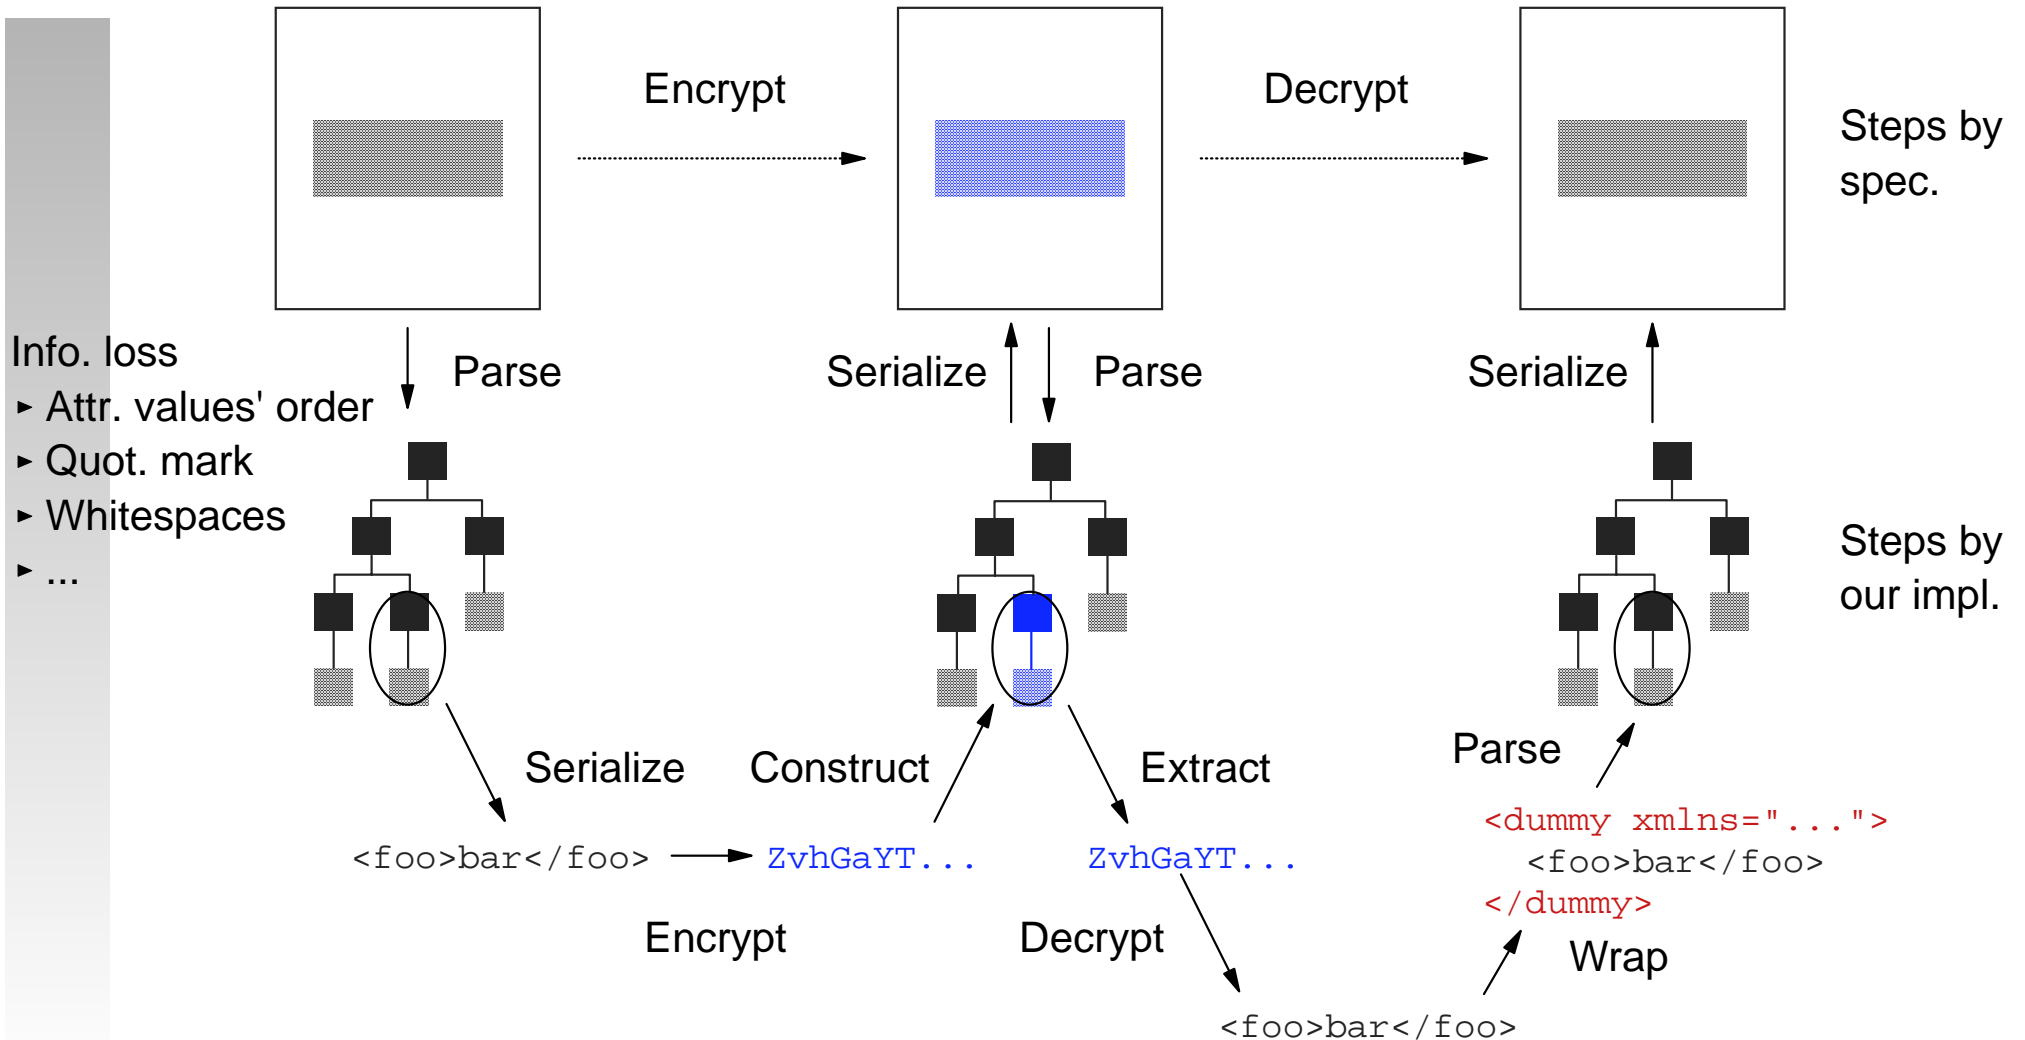 Encrypt
Decrypt
Steps by
spec.
Info. loss
► Attr. values' order
► Quot. mark
► Whitespaces
► ...
Parse
Serialize
Parse
Serialize
Steps by
our impl.
Serialize
Construct
Extract
Parse
<foo>bar</foo>
ZvhGaYT...
ZvhGaYT...
<dummy xmlns="...">
<foo>bar</foo>
</dummy>
Encrypt
Decrypt
Wrap
<foo>bar</foo>